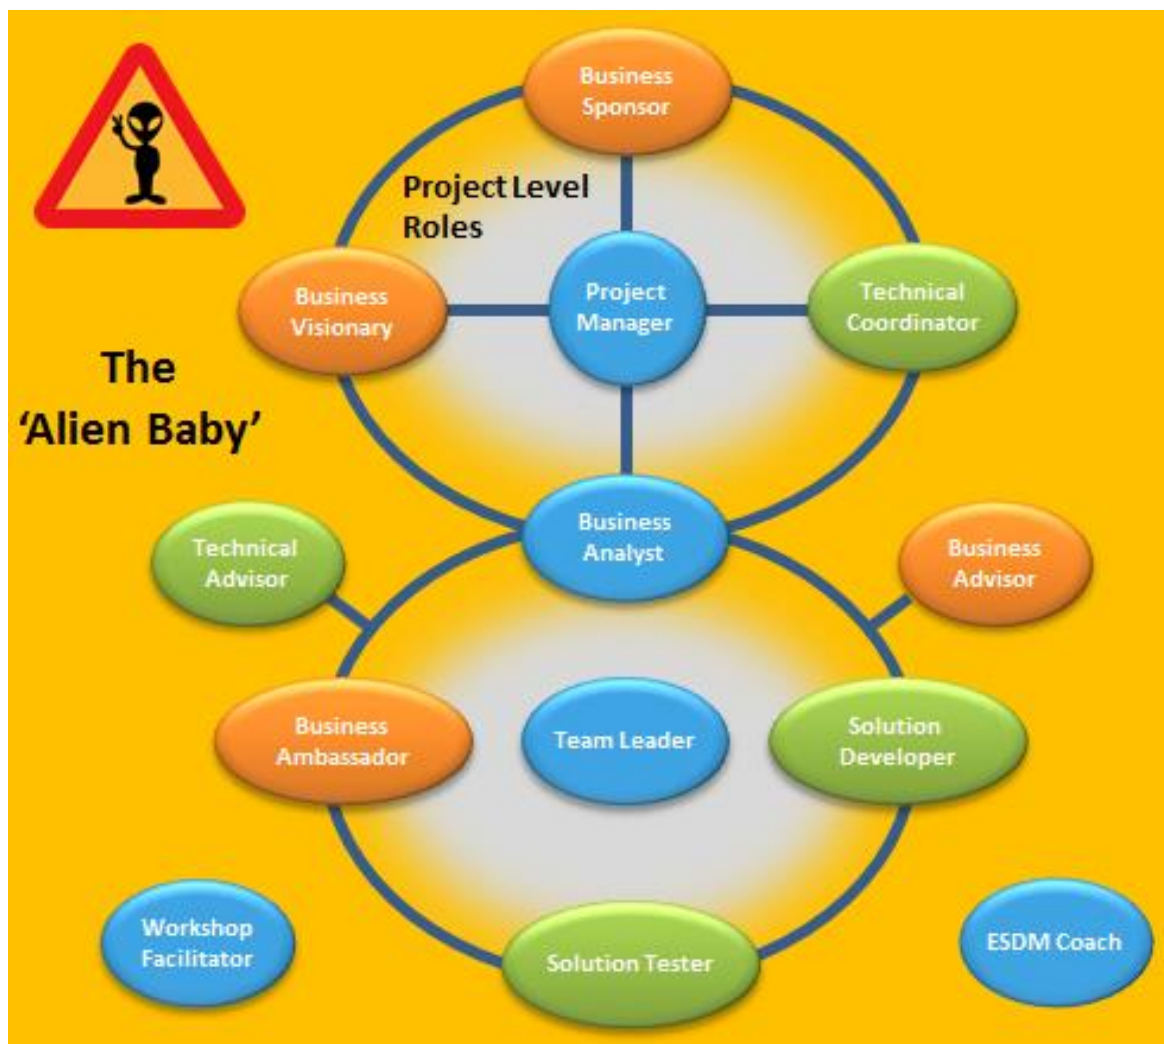 Business
Sponsor
Project Level
Roles
Business
Visionary
Project
Manager
Technical
Coordinator
The
‘Alien Baby’
Business
Analyst
Technical
Advisor
Business
Advisor
Business
Ambassador
Team Leader
Solution
Developer
Workshop
Facilitator
Solution Tester
ESDM Coach